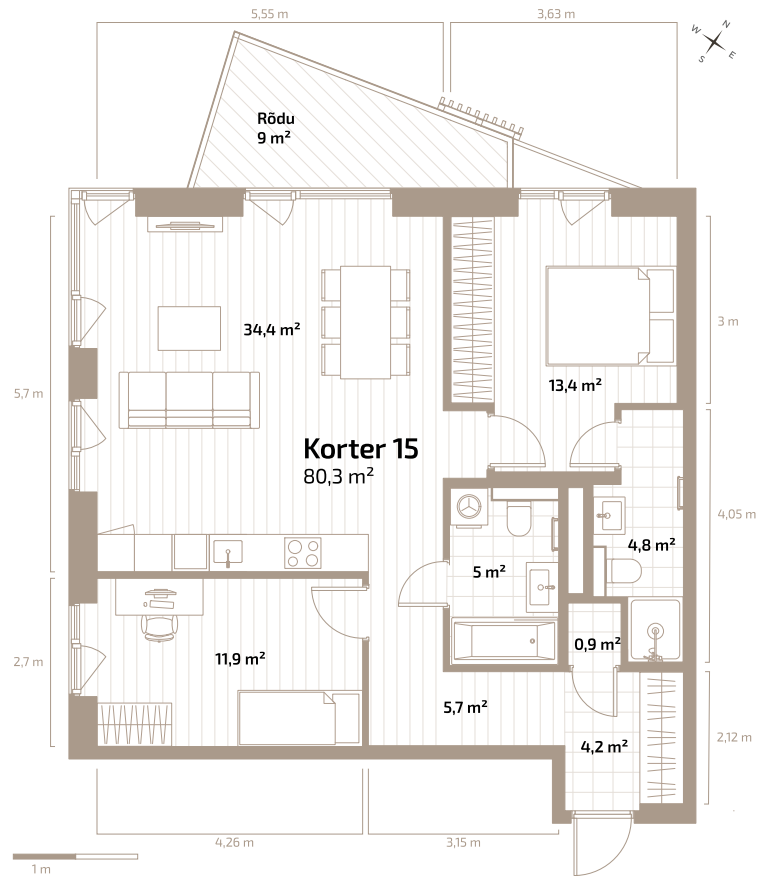 5,55 m
3,63 m
N
W
E
S
Rõdu
9 m²
34,4 m²
3 m
13,4 m²
5,7 m
Korter 15
80,3 m²
4,05 m
4,8 m²
5 m²
0,9 m²
11,9 m²
2,7 m
5,7 m²
4,2 m²
2,12 m
4,26 m
3,15 m
1 m